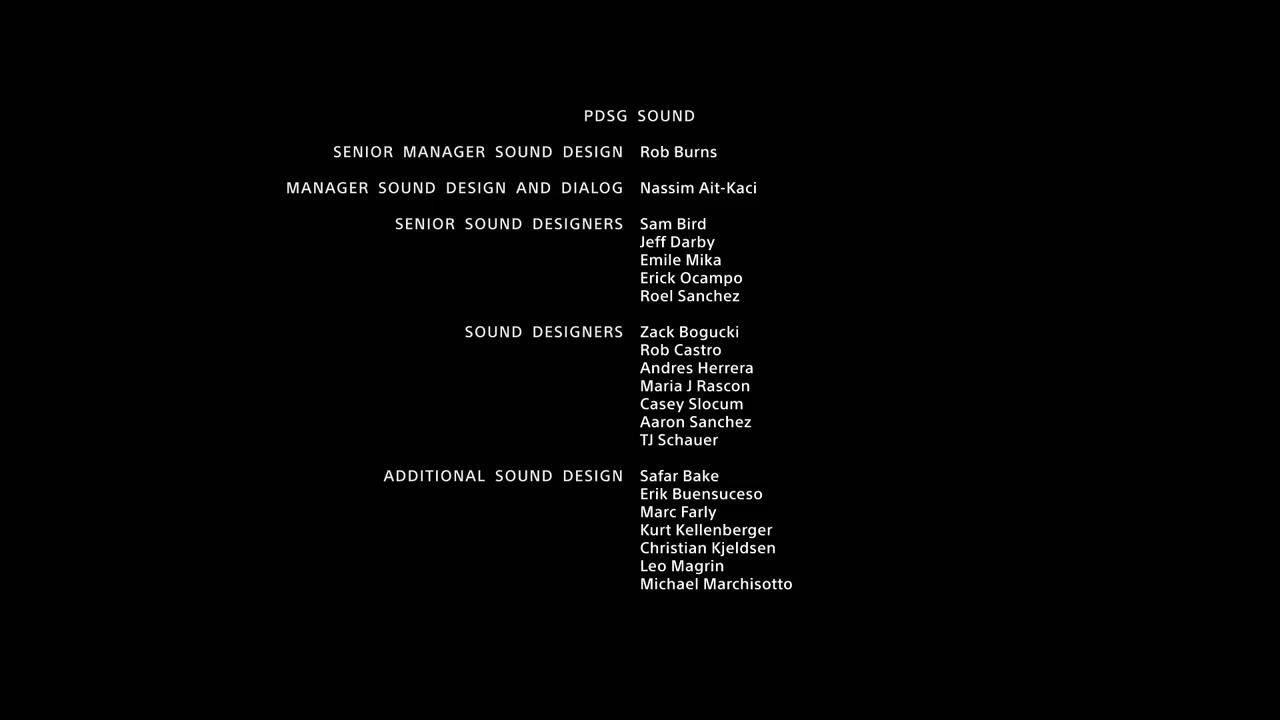 PDSG SOUND
SENIOR MANAGER SOUND DESIGN Rob Burns
MANAGER SOUND DESIGN AND DIALOG Nassim Ait-Kaci
SENIOR SOUND DESIGNERS Sam Bird
Jeff Darby
Emile Mika
Erick Ocampo
Roel Sanchez
SOUND DESIGNERS Zack Bogucki
Rob Castro
Andres Herrera
Maria J Rascon
Casey Slocum
Aaron Sanchez
TJ Schauer
ADDITIONAL SOUND DESIGN Safar Bake
Erik Buensuceso
Marc Farly
Kurt Kellenberger
Christian Kjeldsen
Leo Magrin
Michael Marchisotto